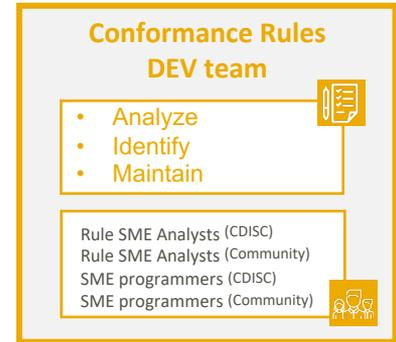 Conformance Rules
DEV team
• Analyze
• Identify
• Maintain
Rule SME Analysts (CDISC)
Rule SME Analysts (Community)
SME programmers (CDISC)
SME programmers (Community)